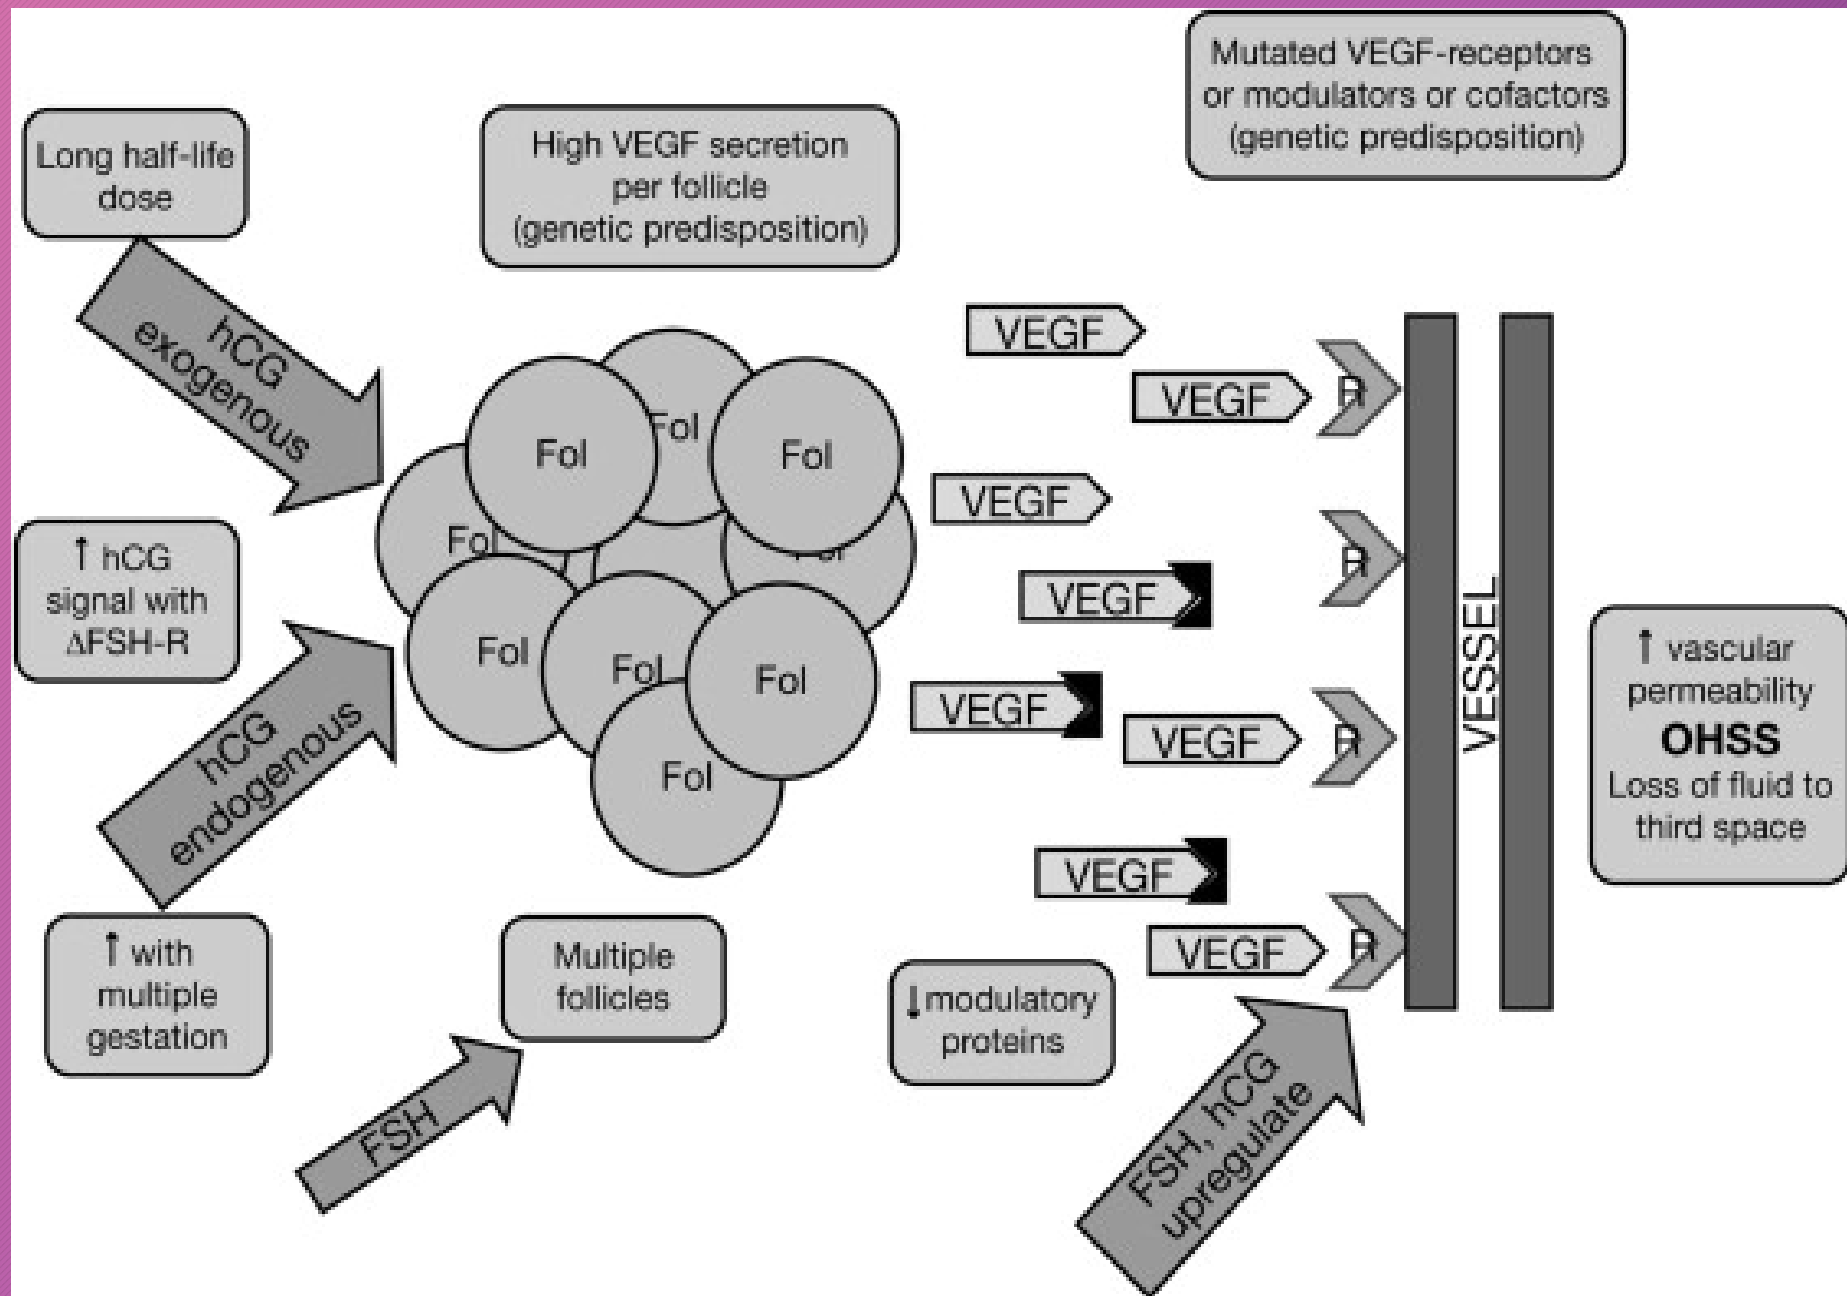 Long half-life
dose
hCG
exogenous
↑ hCG
signal with
ΔFSH-R
hCG
endogenous
↑ with
multiple
gestation
High VEGF secretion
per follicle
(genetic predisposition)
Fol
Fol
Fol
Fol
Fol
Fol
Fol
Fol
Fol
Multiple
follicles
FSH
Mutated VEGF-receptors
or modulators or cofactors
(genetic predisposition)
VEGF
VEGF
R
VEGF
VEGF
R
VEGF
VEGF
R
VEGF
VEGF
R
↓ modulatory
proteins
FSH, hCG
upregulate
VESSEL
↑ vascular
permeability
OHSS
Loss of fluid to
third space